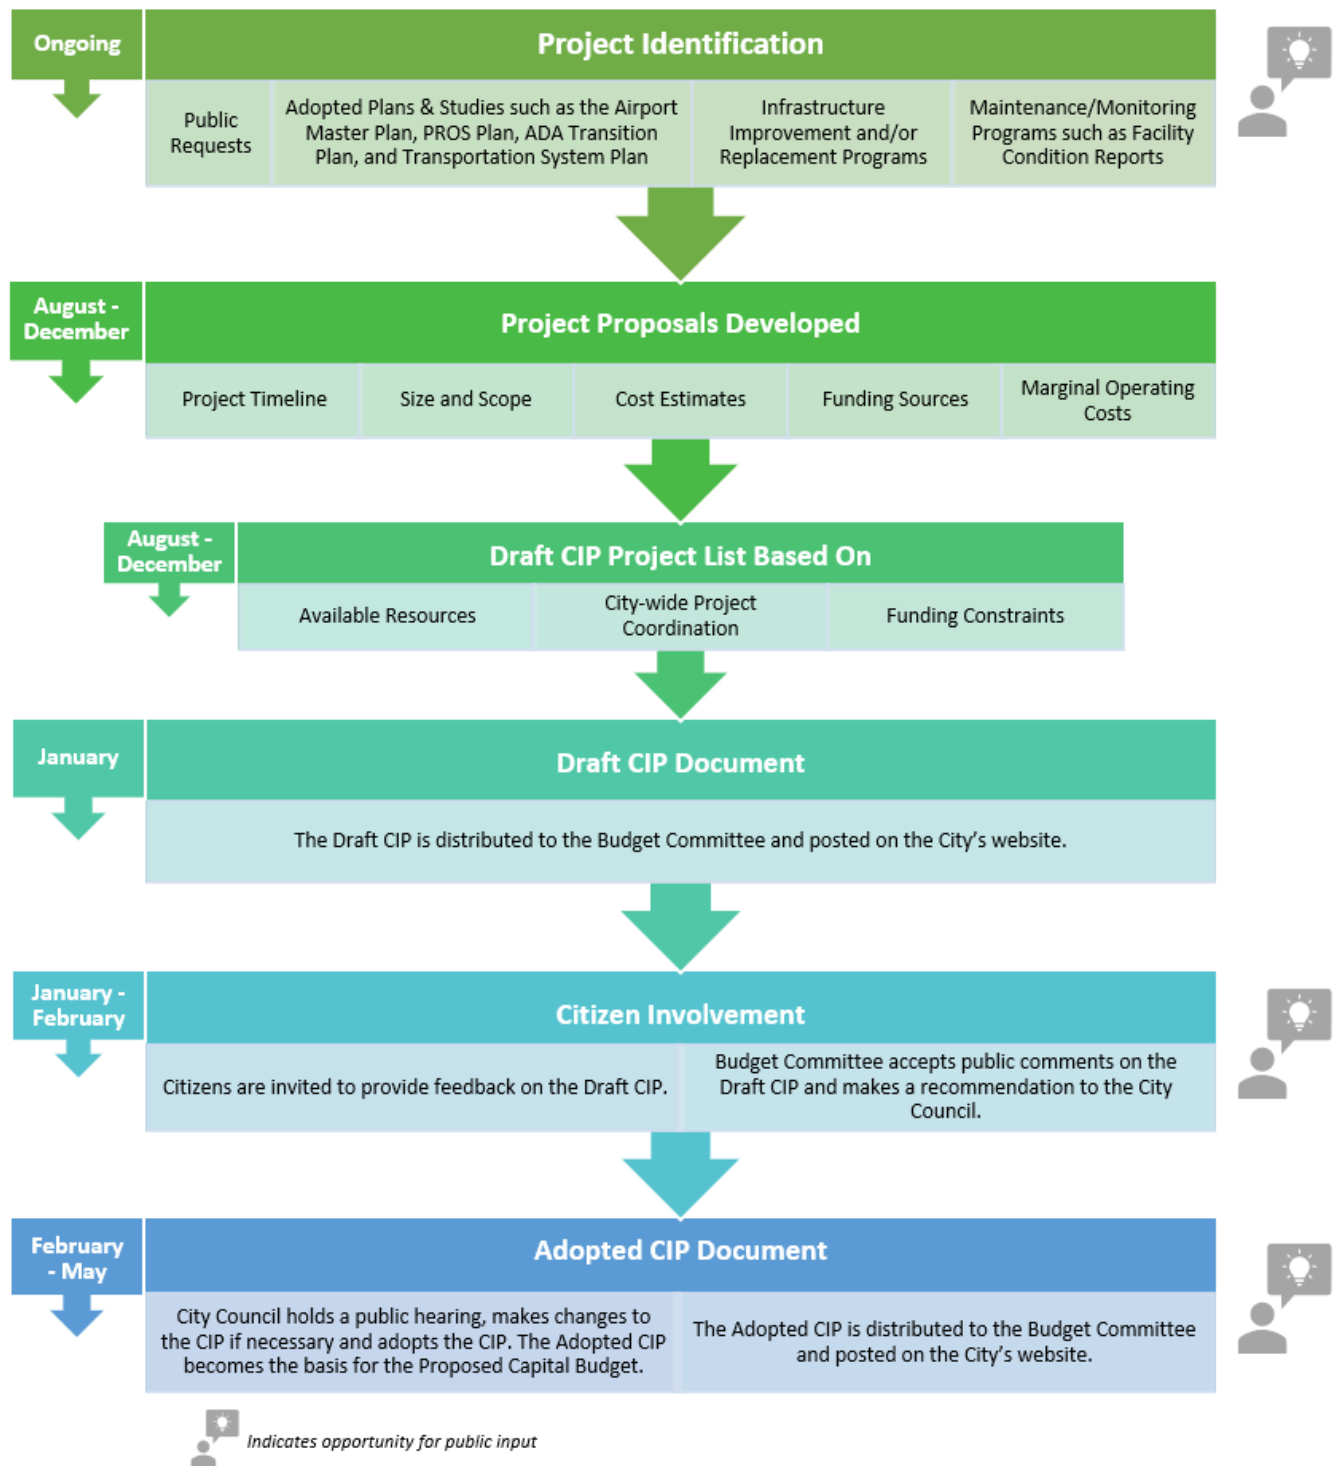 Ongoing
Project Identification
Public
Requests
Adopted Plans & Studies such as the Airport
Master Plan, PROS Plan, ADA Transition
Plan, and Transportation System Plan
Infrastructure
Improvement and/or
Replacement Programs
Maintenance/Monitoring
Programs such as Facility
Condition Reports
August -
December
Project Proposals Developed
Project Timeline
Size and Scope
Cost Estimates
Funding Sources
Marginal Operating
Costs
August -
December
Draft CIP Project List Based On
Available Resources
City-wide Project
Coordination
Funding Constraints
January
Draft CIP Document
The Draft CIP is distributed to the Budget Committee and posted on the City’s website.
January -
February
Citizen Involvement
Citizens are invited to provide feedback on the Draft CIP.
Budget Committee accepts public comments on the
Draft CIP and makes a recommendation to the City
Council.
February
- May
Adopted CIP Document
City Council holds a public hearing, makes changes to
the CIP if necessary and adopts the CIP. The Adopted CIP
becomes the basis for the Proposed Capital Budget.
The Adopted CIP is distributed to the Budget Committee
and posted on the City’s website.
Indicates opportunity for public input